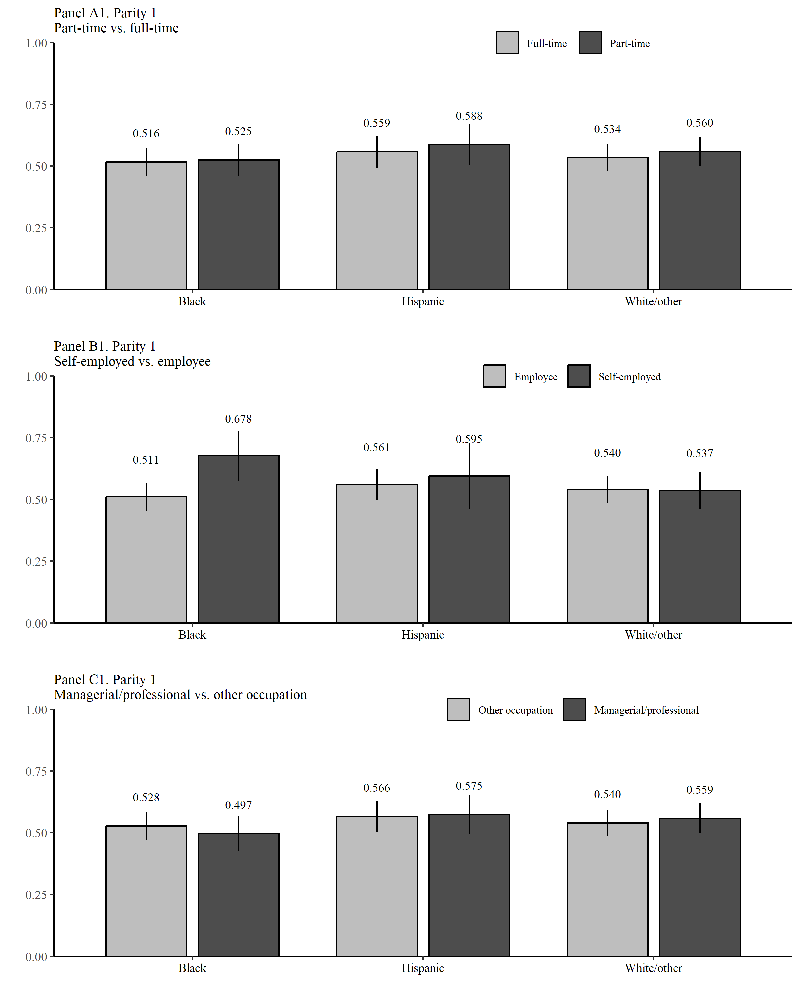 Panel A1. Parity 1
Part-time vs. full-time
Full-time Part-time
1.00
0.75
0.50
0.25
0.00
0.516 0.525 0.559 0.588 0.534 0.560
Black Hispanic White/other
Panel B1. Parity 1
Self-employed vs. employee
Employee Self-employed
1.00
0.75
0.50
0.25
0.00
0.511 0.678 0.561 0.595 0.540 0.537
Black Hispanic White/other
Panel C1. Parity 1
Managerial/professional vs. other occupation
Other occupation Managerial/professional
1.00
0.75
0.50
0.25
0.00
0.528 0.497 0.566 0.575 0.540 0.559
Black Hispanic White/other